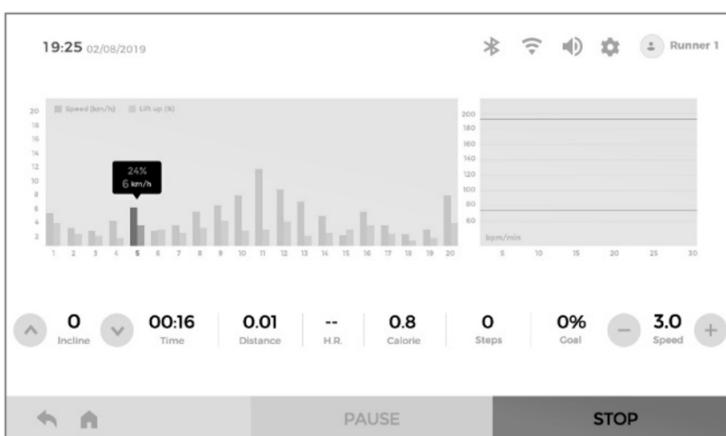 19:25 02/08/2019
Runner 1
Speed (km/h) Lift up (%)
20
18
16
14
12
10
8
6
4
2
24%
6 km/h
1 2 3 4 5 6 7 8 9 10 11 12 13 14 15 16 17 18 19 20
200
180
160
140
120
100
80
60
bpm/min
5 10 15 20 25 30
0
Incline
00:16
Time
0.01
Distance
--
H.R.
0.8
Calorie
0
Steps
0%
Goal
3.0
Speed
PAUSE
STOP